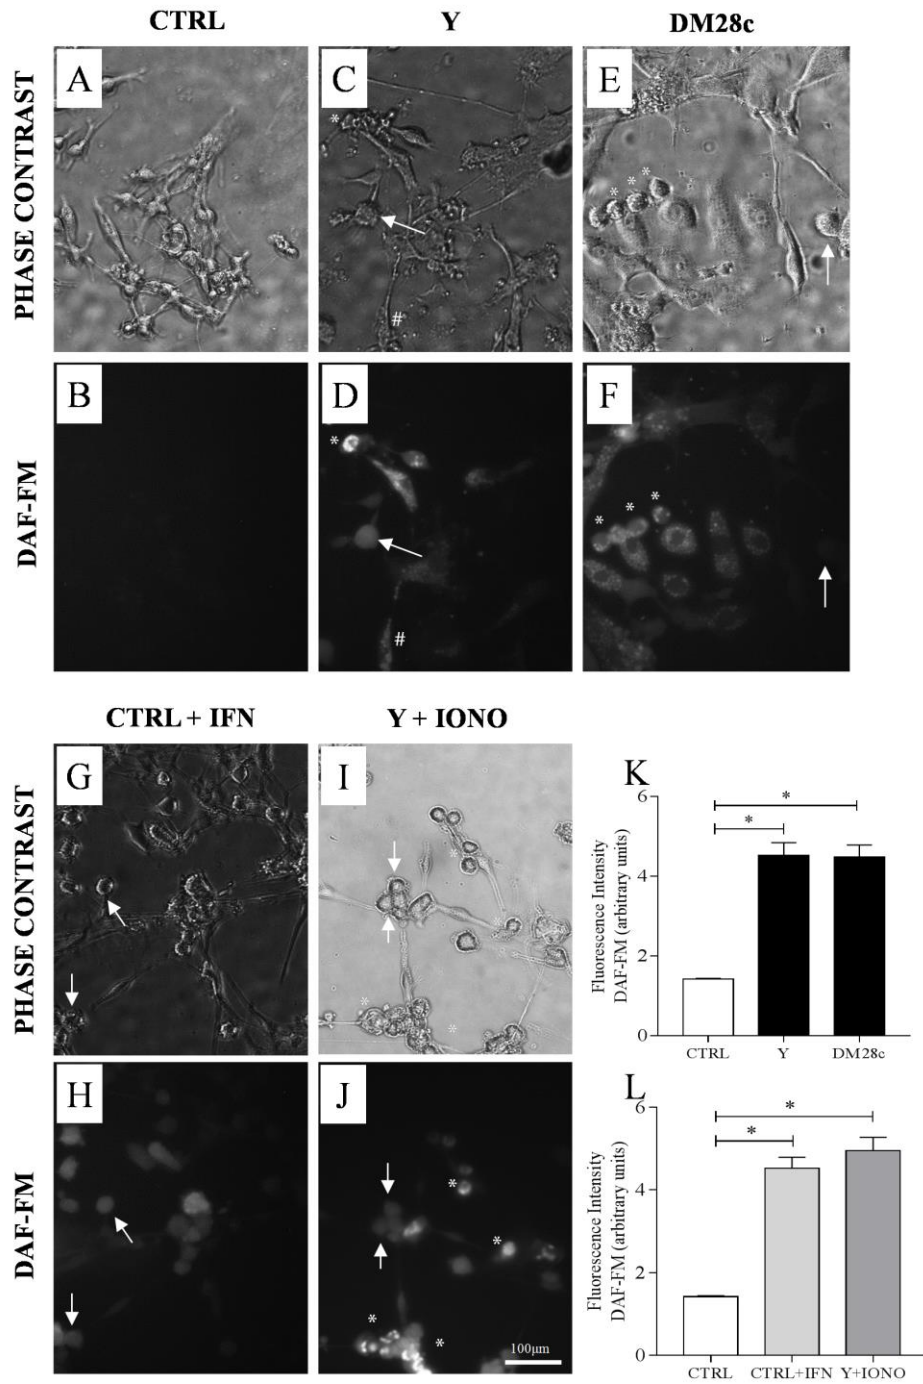 CTRL Y DM28c
PHASE CONTRAST
A C E
* * * * *
#
DAF-FM
B D F
* * * *
#
CTRL + IFN Y + IONO
PHASE CONTRAST
G I
* * *
DAF-FM
H J
* * * *
100μm
K
Fluorescence Intensity
DAF-FM (arbitrary units)
6
4
2
0
*
*
CTRL Y DM28c
L
Fluorescence Intensity
DAF-FM (arbitrary units)
6
4
2
0
*
*
CTRL CTRL+IFN Y+IONO